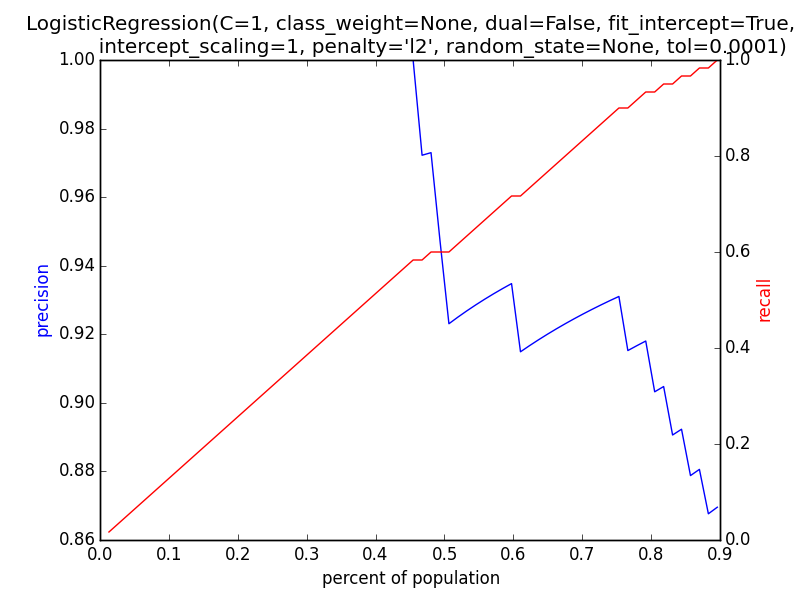 LogisticRegression(C=1, class_weight=None, dual=False, fit_intercept=True,
intercept_scaling=1, penalty='l2', random_state=None, tol=0.0001)
1.00
0.98
0.96
0.94
0.92
0.90
0.88
0.86
precision
0.0 0.1 0.2 0.3 0.4 0.5 0.6 0.7 0.8 0.9
percent of population
1.0
0.8
0.6
0.4
0.2
0.0
recall